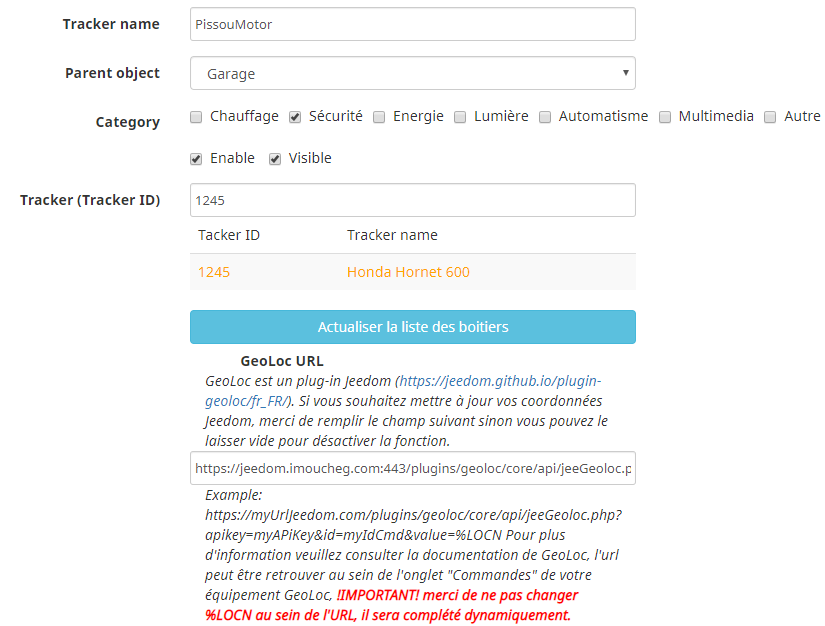 Tracker name PissouMotor
Parent object Garage
Category Chauffage Sécurité Energie Lumière Automatisme Multimedia Autre
Enable Visible
Tracker (Tracker ID) 1245
Tacker ID Tracker name
1245 Honda Hornet 600
Actualiser la liste des boitiers
GeoLoc URL
GeoLoc est un plug-in Jeedom (https://jeedom.github.io/plugin-
geoloc/fr_FR/). Si vous souhaitez mettre à jour vos coordonnées
Jeedom, merci de remplir le champ suivant sinon vous pouvez le
laisser vide pour désactiver la fonction.
https://jeedom.imoucheg.com:443/plugins/geoloc/core/api/jeeGeoloc.p
Example:
https://myUrlJeedom.com/plugins/geoloc/core/api/jeeGeoloc.php?
apikey=myAPiKey&id=myIdCmd&value=%LOCN Pour plus
d'information veuillez consulter la documentation de GeoLoc, l'url
peut être retrouver au sein de l'onglet "Commandes" de votre
équipement GeoLoc, !IMPORTANT! merci de ne pas changer
%LOCN au sein de l'URL, il sera complété dynamiquement.